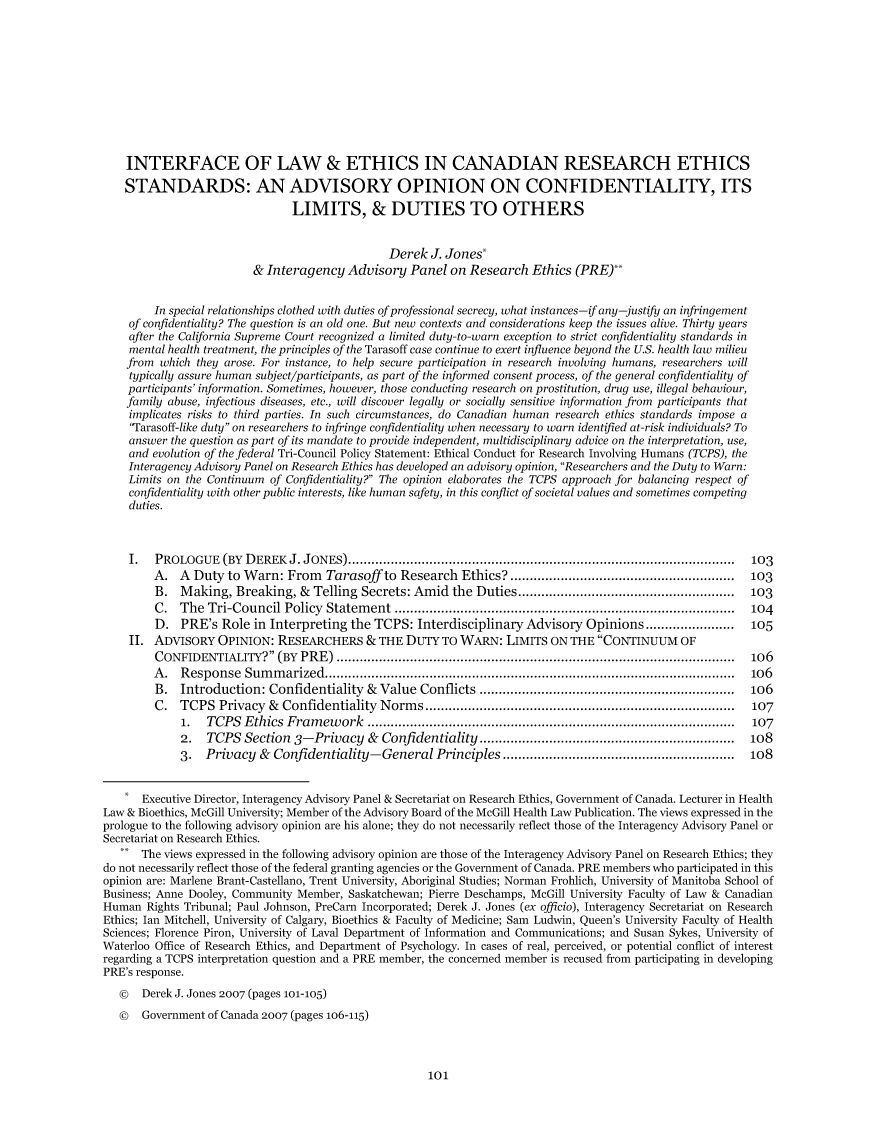 INTERFACE OF LAW & ETHICS IN CANADIAN RESEARCH ETHICS
STANDARDS: AN ADVISORY OPINION ON CONFIDENTIALITY, ITS
LIMITS, & DUTIES TO OTHERS
Derek J. Jones*
& Interagency Advisory Panel on Research Ethics (PRE)**
In special relationships clothed with duties of professional secrecy, what instances—if any—justify an infringement
of confidentiality? The question is an old one. But new contexts and considerations keep the issues alive. Thirty years
after the California Supreme Court recognized a limited duty-to-warn exception to strict confidentiality standards in
mental health treatment, the principles of the Tarasoff case continue to exert influence beyond the U.S. health law milieu
from which they arose. For instance, to help secure participation in research involving humans, researchers will
typically assure human subject/participants, as part of the informed consent process, of the general confidentiality of
participants' information. Sometimes, however, those conducting research on prostitution, drug use, illegal behaviour,
family abuse, infectious diseases, etc., will discover legally or socially sensitive information from participants that
implicates risks to third parties. In such circumstances, do Canadian human research ethics standards impose a
"Tarasoff-like duty" on researchers to infringe confidentiality when necessary to warn identified at-risk individuals? To
answer the question as part of its mandate to provide independent, multidisciplinary advice on the interpretation, use,
and evolution of the federal Tri-Council Policy Statement: Ethical Conduct for Research Involving Humans (TCPS), the
Interagency Advisory Panel on Research Ethics has developed an advisory opinion, "Researchers and the Duty to Warn:
Limits on the Continuum of Confidentiality?" The opinion elaborates the TCPS approach for balancing respect of
confidentiality with other public interests, like human safety, in this conflict of societal values and sometimes competing
duties.
I. PROLOGUE (BY DEREK J. JONES)........ 103
A. A Duty to Warn: From Tarasoff to Research Ethics? ........ 103
B. Making, Breaking, & Telling Secrets: Amid the Duties........ 103
C. The Tri-Council Policy Statement ........ 104
D. PRE's Role in Interpreting the TCPS: Interdisciplinary Advisory Opinions ........ 105
II. ADVISORY OPINION: RESEARCHERS & THE DUTY TO WARN: LIMITS ON THE "CONTINUUM OF
CONFIDENTIALITY?" (BY PRE) ........ 106
A. Response Summarized........ 106
B. Introduction: Confidentiality & Value Conflicts ........ 106
C. TCPS Privacy & Confidentiality Norms ........ 107
1. TCPS Ethics Framework ........ 107
2. TCPS Section 3—Privacy & Confidentiality ........ 108
3. Privacy & Confidentiality—General Principles ........ 108
* Executive Director, Interagency Advisory Panel & Secretariat on Research Ethics, Government of Canada. Lecturer in Health
Law & Bioethics, McGill University; Member of the Advisory Board of the McGill Health Law Publication. The views expressed in the
prologue to the following advisory opinion are his alone; they do not necessarily reflect those of the Interagency Advisory Panel or
Secretariat on Research Ethics.
** The views expressed in the following advisory opinion are those of the Interagency Advisory Panel on Research Ethics; they
do not necessarily reflect those of the federal granting agencies or the Government of Canada. PRE members who participated in this
opinion are: Marlene Brant-Castellano, Trent University, Aboriginal Studies; Norman Frohlich, University of Manitoba School of
Business; Anne Dooley, Community Member, Saskatchewan; Pierre Deschamps, McGill University Faculty of Law & Canadian
Human Rights Tribunal; Paul Johnson, PreCarn Incorporated; Derek J. Jones (ex officio), Interagency Secretariat on Research
Ethics; Ian Mitchell, University of Calgary, Bioethics & Faculty of Medicine; Sam Ludwin, Queen's University Faculty of Health
Sciences; Florence Piron, University of Laval Department of Information and Communications; and Susan Sykes, University of
Waterloo Office of Research Ethics, and Department of Psychology. In cases of real, perceived, or potential conflict of interest
regarding a TCPS interpretation question and a PRE member, the concerned member is recused from participating in developing
PRE's response.
© Derek J. Jones 2007 (pages 101-105)
© Government of Canada 2007 (pages 106-115)
101